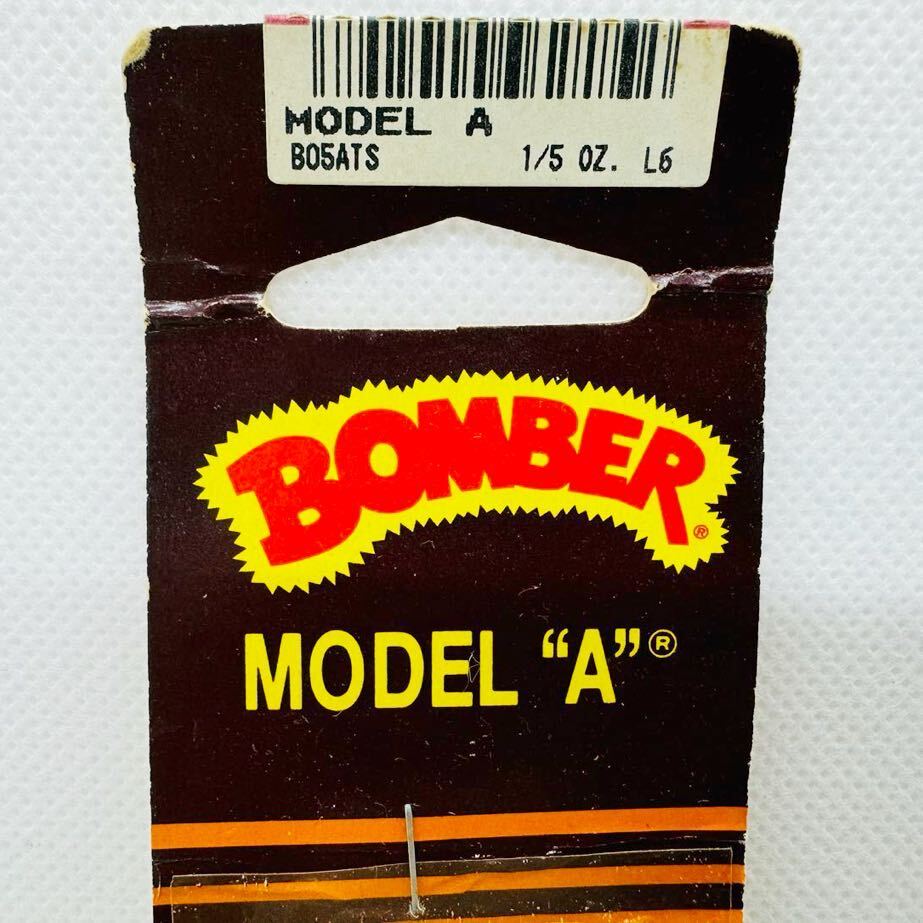 MODEL A
B05ATS 1/5 OZ. L6
BOMBER®
MODEL “A”®